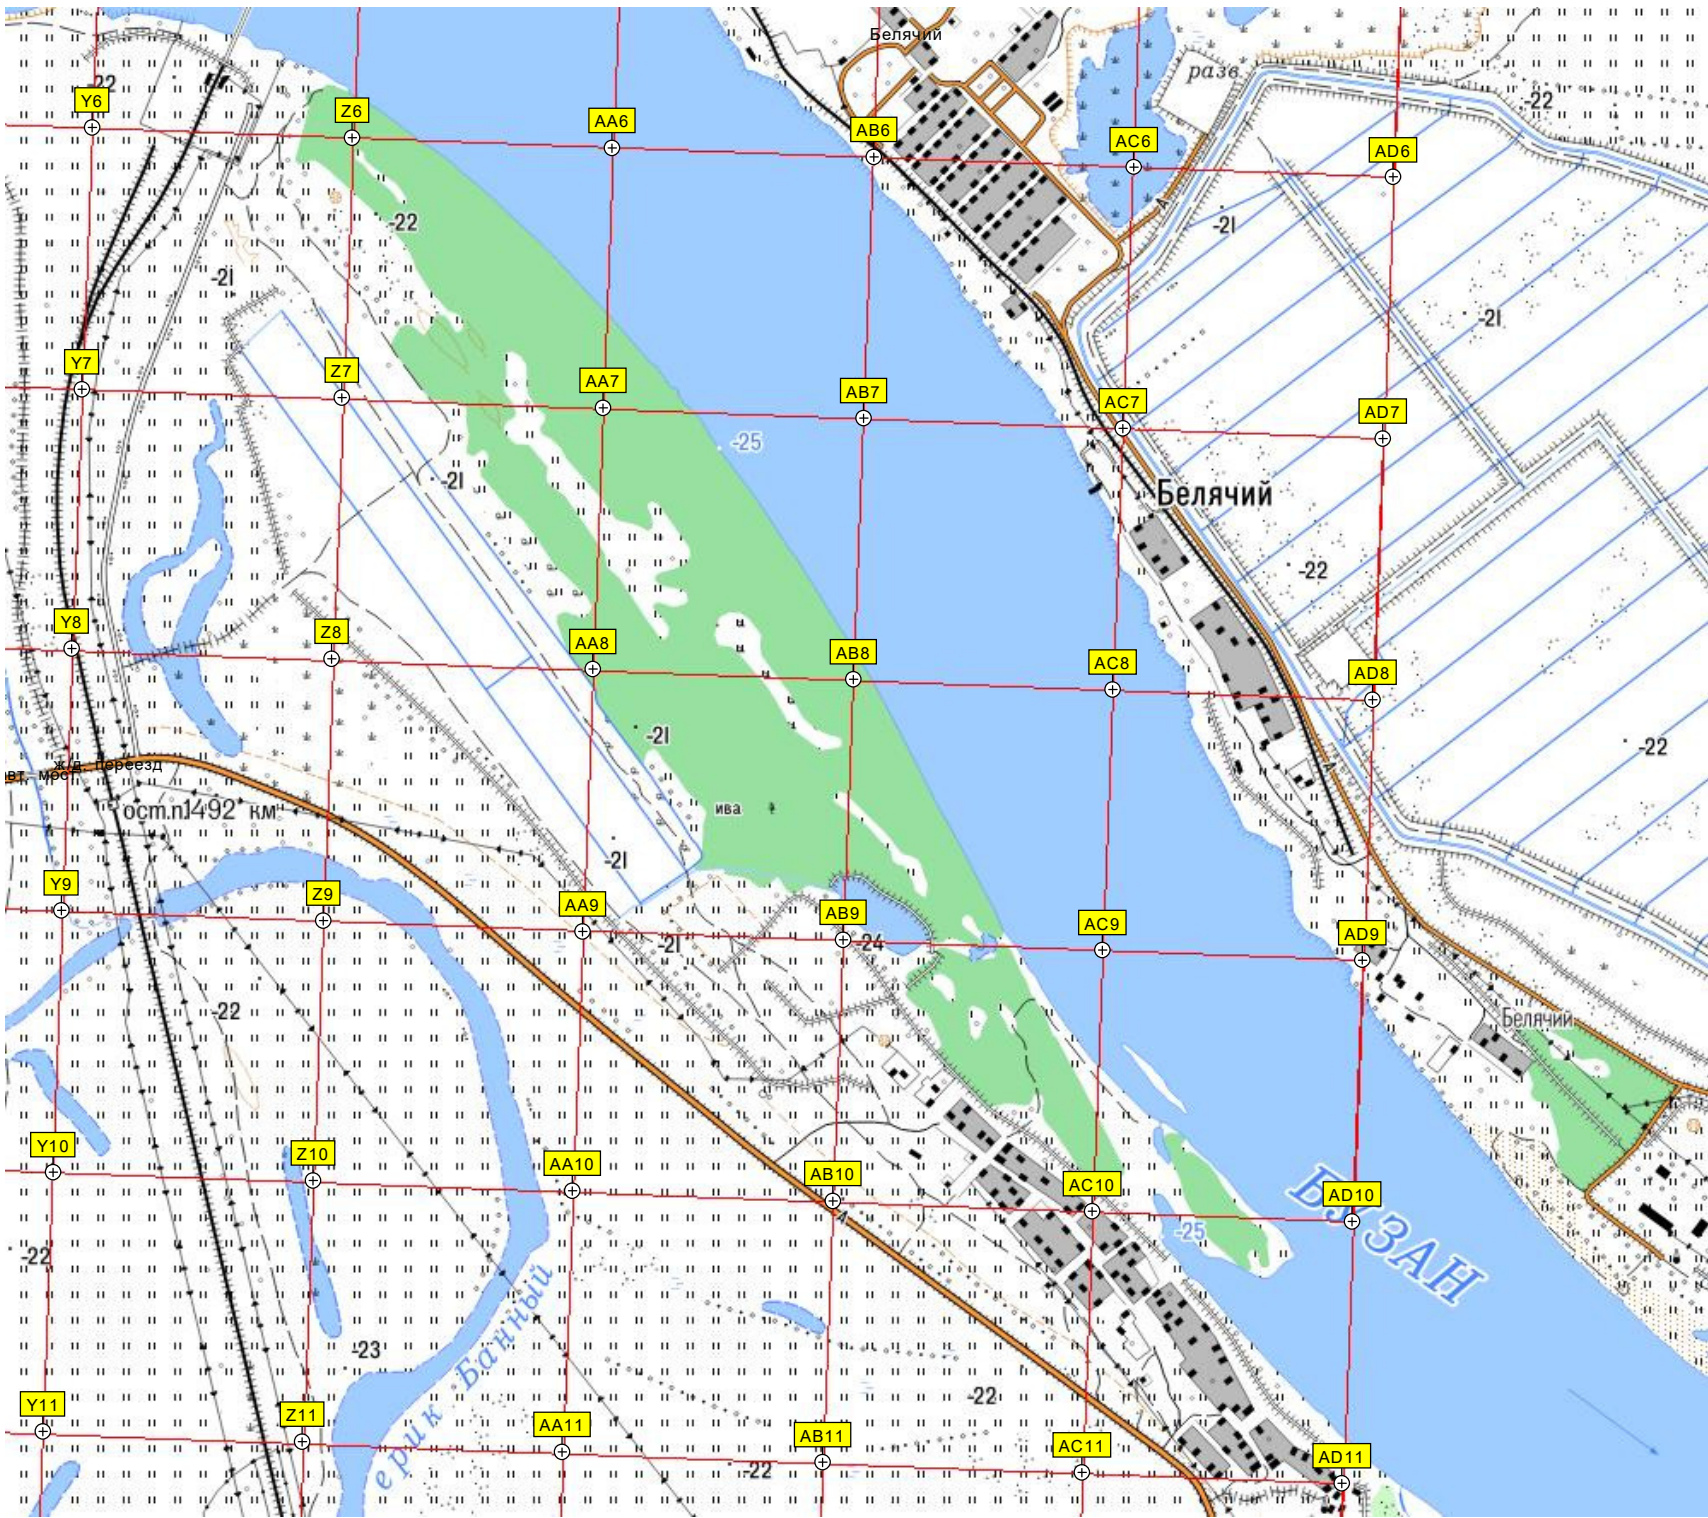 Белячий
разв.
-22
-22
Y6
Z6
AA6
AB6
AC6
AD6
-22
-21
-21
-21
Y7
Z7
AA7
AB7
AC7
AD7
-25
-21
Белячий
-22
Y8
Z8
AA8
AB8
AC8
AD8
-21
-22
ж/д. переезд
ост.п.1492 км
ива
-21
Y9
Z9
AA9
AB9
AC9
AD9
-21
-24
-22
Белячий
Y10
Z10
AA10
AB10
AC10
AD10
-22
-25
БУЗАН
ерик Банный
-23
-22
Y11
Z11
AA11
AB11
AC11
AD11
-22